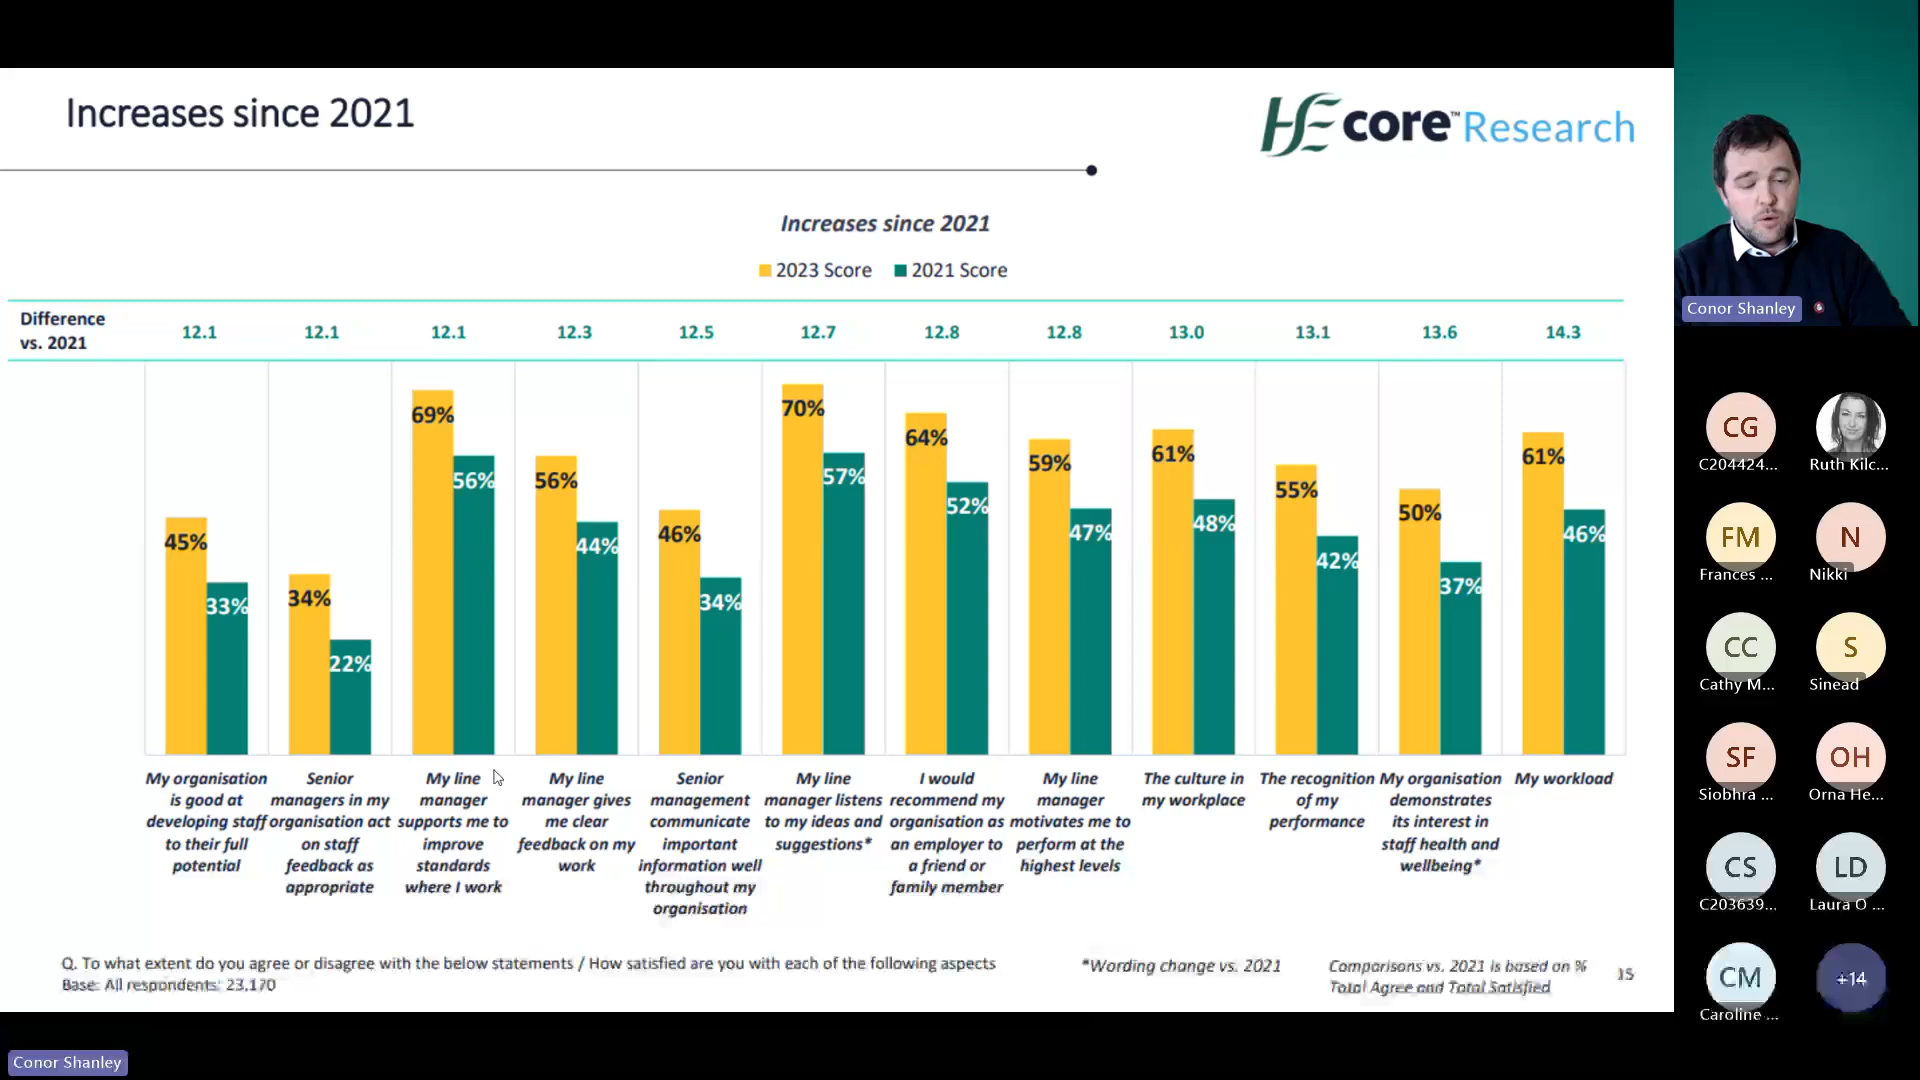 Increases since 2021
HE core™ Research
Increases since 2021
2023 Score 2021 Score
Difference
vs. 2021
12.1 12.1 12.1 12.3 12.5 12.7 12.8 12.8 13.0 13.1 13.6 14.3
45% 33%
34% 22%
69% 56%
56% 44%
46% 34%
70% 57%
64% 52%
59% 47%
61% 48%
55% 42%
50% 37%
61% 46%
My organisation
is good at
developing staff
to their full
potential
Senior
managers in my
organisation act
on staff
feedback as
appropriate
My line
manager
supports me to
improve
standards
where I work
My line
manager gives
me clear
feedback on my
work
Senior
management
communicate
important
information well
throughout my
organisation
My line
manager listens
to my ideas and
suggestions*
I would
recommend my
organisation as
an employer to
a friend or
family member
My line
manager
motivates me to
perform at the
highest levels
The culture in
my workplace
The recognition
of my
performance
My organisation
demonstrates
its interest in
staff health and
wellbeing*
My workload
Q. To what extent do you agree or disagree with the below statements / How satisfied are you with each of the following aspects
Base: All respondents: 23,170
*Wording change vs. 2021
Comparisons vs. 2021 is based on %
Total Agree and Total Satisfied
15
Conor Shanley
CG
C204424...
Ruth Kilc...
FM
Frances ...
N
Nikki
CC
Cathy M...
S
Sinead
SF
Siobhra ...
OH
Orna He...
CS
C203639...
LD
Laura O ...
CM
Caroline ...
+14
Conor Shanley